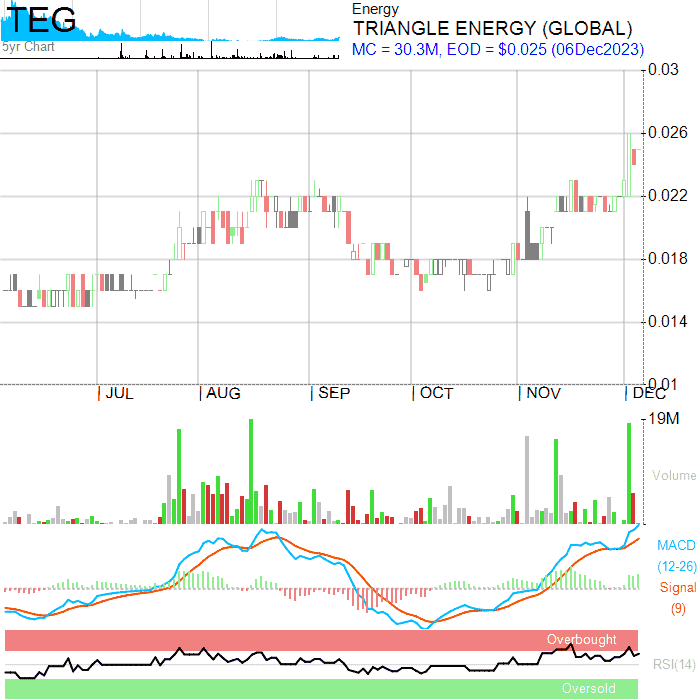 TEG
5yr Chart
Energy
TRIANGLE ENERGY (GLOBAL)
MC = 30.3M, EOD = $0.025 (06Dec2023)
0.03
0.026
0.022
0.018
0.014
0.01
JUL
AUG
SEP
OCT
NOV
DEC
19M
Volume
MACD
(12-26)
Signal
(9)
Overbought
RSI(14)
Oversold